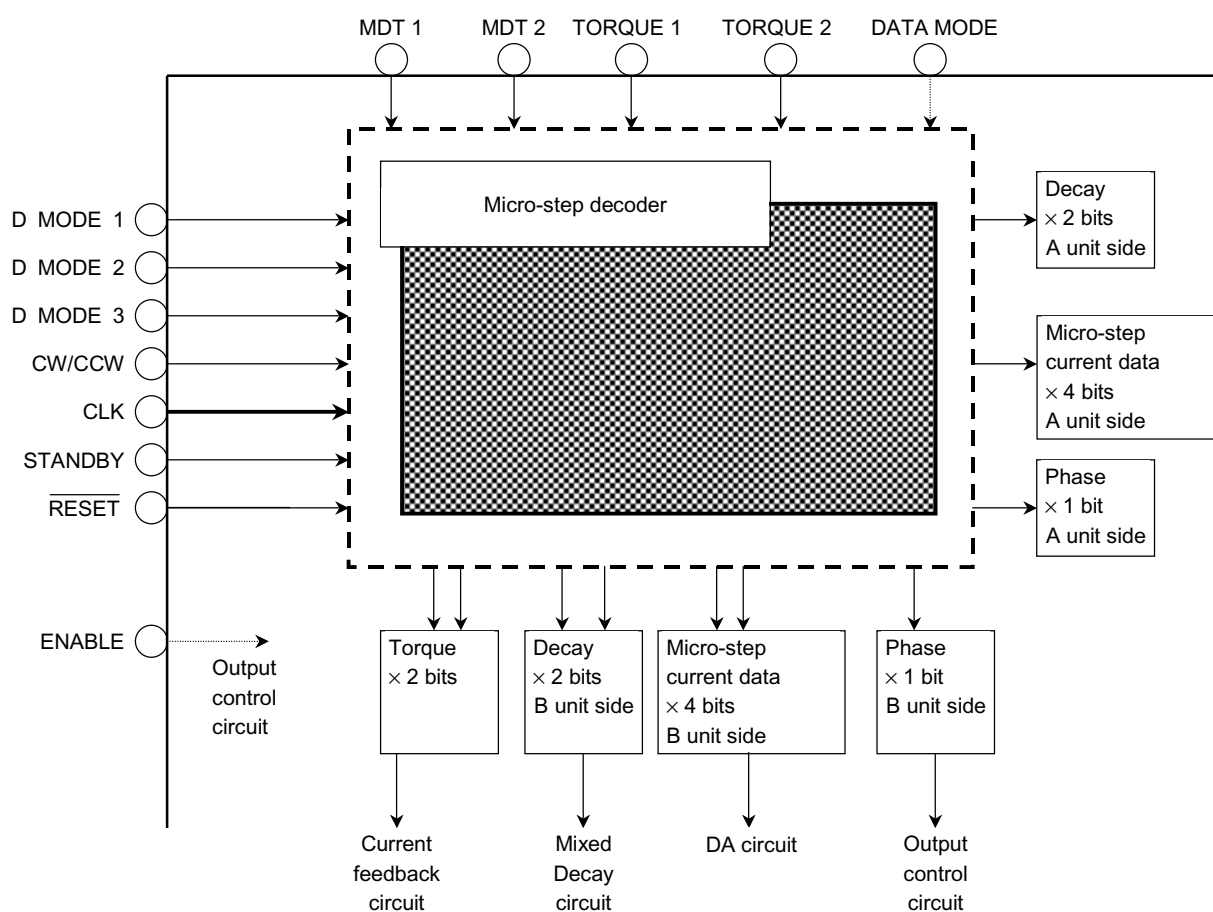 MDT 1
MDT 2
TORQUE 1
TORQUE 2
DATA MODE
D MODE 1
D MODE 2
D MODE 3
CW/CCW
CLK
STANDBY
RESET
ENABLE
Output
control
circuit
Micro-step decoder
Decay
× 2 bits
A unit side
Micro-step
current data
× 4 bits
A unit side
Phase
× 1 bit
A unit side
Torque
× 2 bits
Decay
× 2 bits
B unit side
Micro-step
current data
× 4 bits
B unit side
Phase
× 1 bit
B unit side
Current
feedback
circuit
Mixed
Decay
circuit
DA circuit
Output
control
circuit